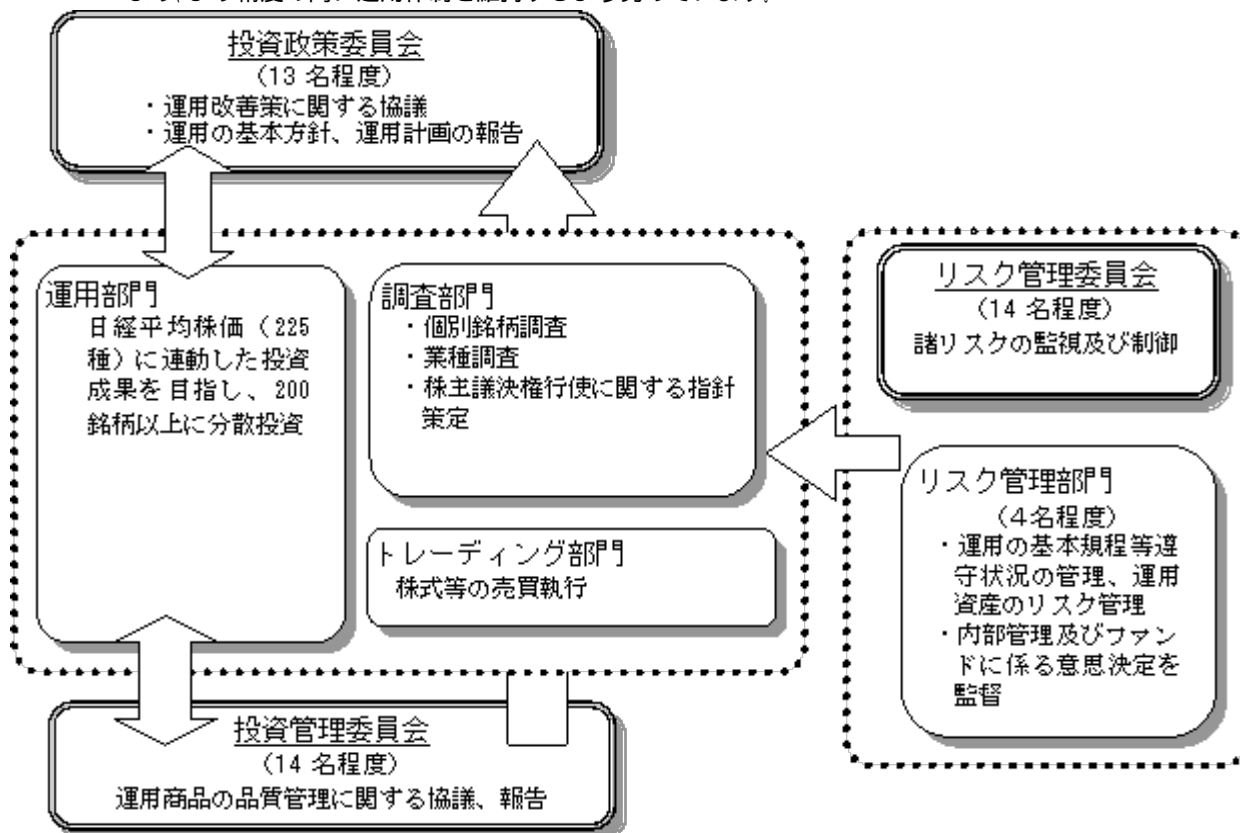 投資政策委員会
(13 名程度)
・運用改善策に関する協議
・運用の基本方針、運用計画の報告
運用部門
日経平均株価(225
種)に連動した投資
成果を目指し、200
銘柄以上に分散投資
調査部門
・個別銘柄調査
・業種調査
・株主議決権行使に関する指針
策定
トレーディング部門
株式等の売買執行
リスク管理委員会
(14 名程度)
諸リスクの監視及び制御
リスク管理部門
(4名程度)
・運用の基本規程等遵
守状況の管理、運用
資産のリスク管理
・内部管理及びファン
ドに係る意思決定を
監督
投資管理委員会
(14 名程度)
運用商品の品質管理に関する協議、報告